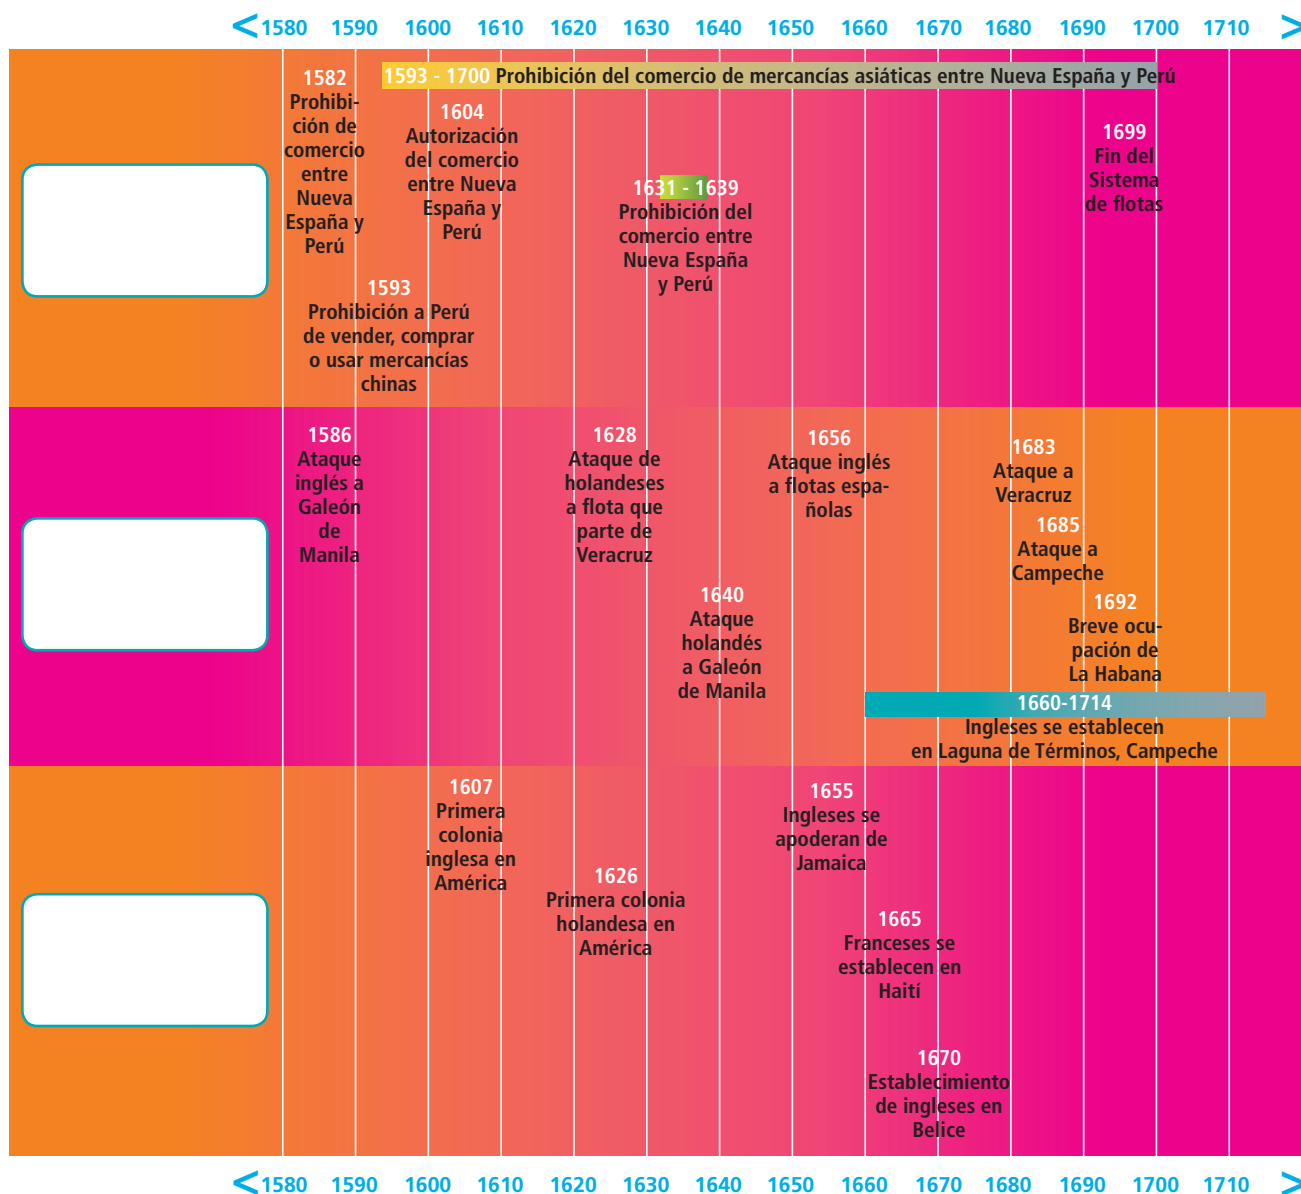 < 1580 1590 1600 1610 1620 1630 1640 1650 1660 1670 1680 1690 1700 1710 >
1593 - 1700 Prohibición del comercio de mercancías asiáticas entre Nueva España y Perú
1582
Prohibi-
ción de
comercio
entre
Nueva
España y
Perú
1604
Autorización
del comercio
entre Nueva
España y
Perú
1631 - 1639
Prohibición del
comercio entre
Nueva España
y Perú
1699
Fin del
Sistema
de flotas
1593
Prohibición a Perú
de vender, comprar
o usar mercancías
chinas
1586
Ataque
inglés a
Galeón
de
Manila
1628
Ataque de
holandeses
a flota que
parte de
Veracruz
1640
Ataque
holandés
a Galeón
de Manila
1656
Ataque inglés
a flotas espa-
ñolas
1683
Ataque a
Veracruz
1685
Ataque a
Campeche
1692
Breve ocu-
pación de
La Habana
1660-1714
Ingleses se establecen
en Laguna de Términos, Campeche
1607
Primera
colonia
inglesa en
América
1626
Primera colonia
holandesa en
América
1655
Ingleses se
apoderan de
Jamaica
1665
Franceses se
establecen en
Haití
1670
Establecimiento
de ingleses en
Belice
< 1580 1590 1600 1610 1620 1630 1640 1650 1660 1670 1680 1690 1700 1710 >